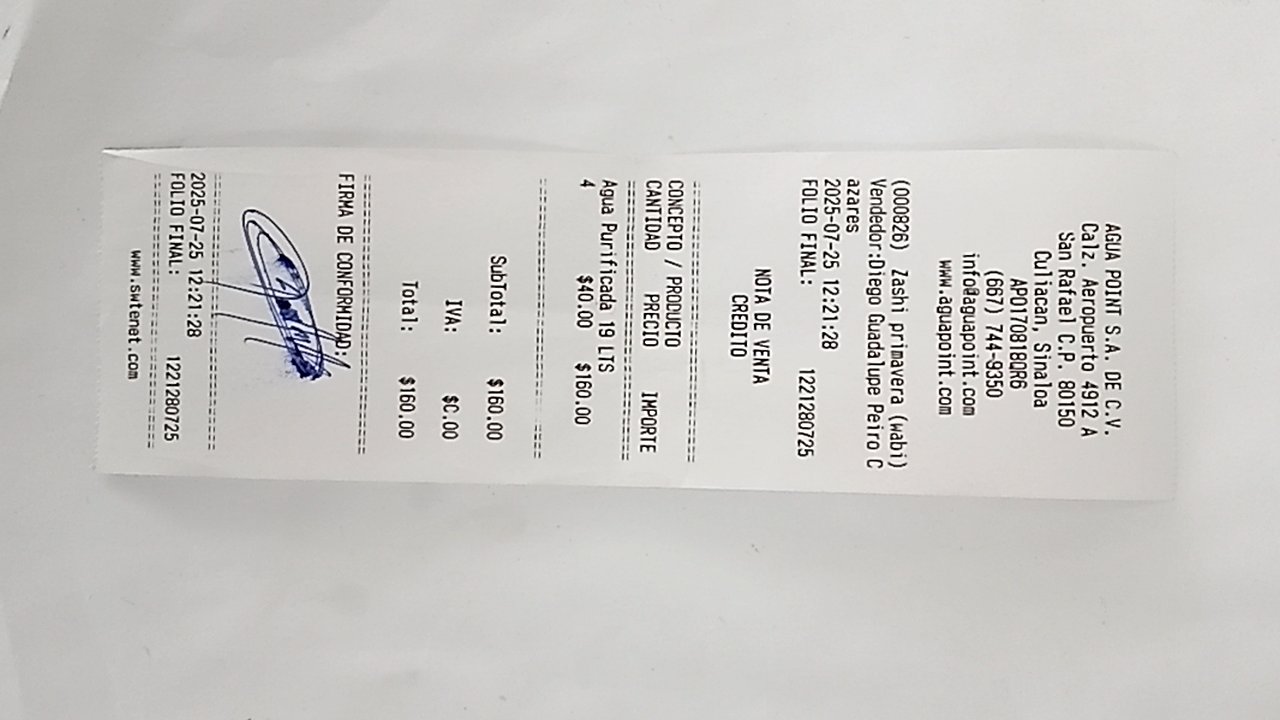 AGUA POINT S.A. DE C.V.
Calz. Aeropuerto 4912 A
San Rafael C.P. 80150
Culiacan, Sinaloa
APO170818QR6
(667) 744-9350
info@aguapoint.com
www.aguapoint.com
(000826) Zashi primavera (wabi)
Vendedor:Diego Guadalupe Peiro C
azares
2025-07-25 12:21:28
FOLIO FINAL: 1221280725
NOTA DE VENTA
CREDITO
CONCEPTO / PRODUCTO
CANTIDAD PRECIO IMPORTE
Agua Purificada 19 LTS
4 $40.00 $160.00
SubTotal: $160.00
IVA: $C.00
Total: $160.00
FIRMA DE CONFORMIDAD:
2025-07-25 12:21:28
FOLIO FINAL: 1221280725
www.swtenet.com